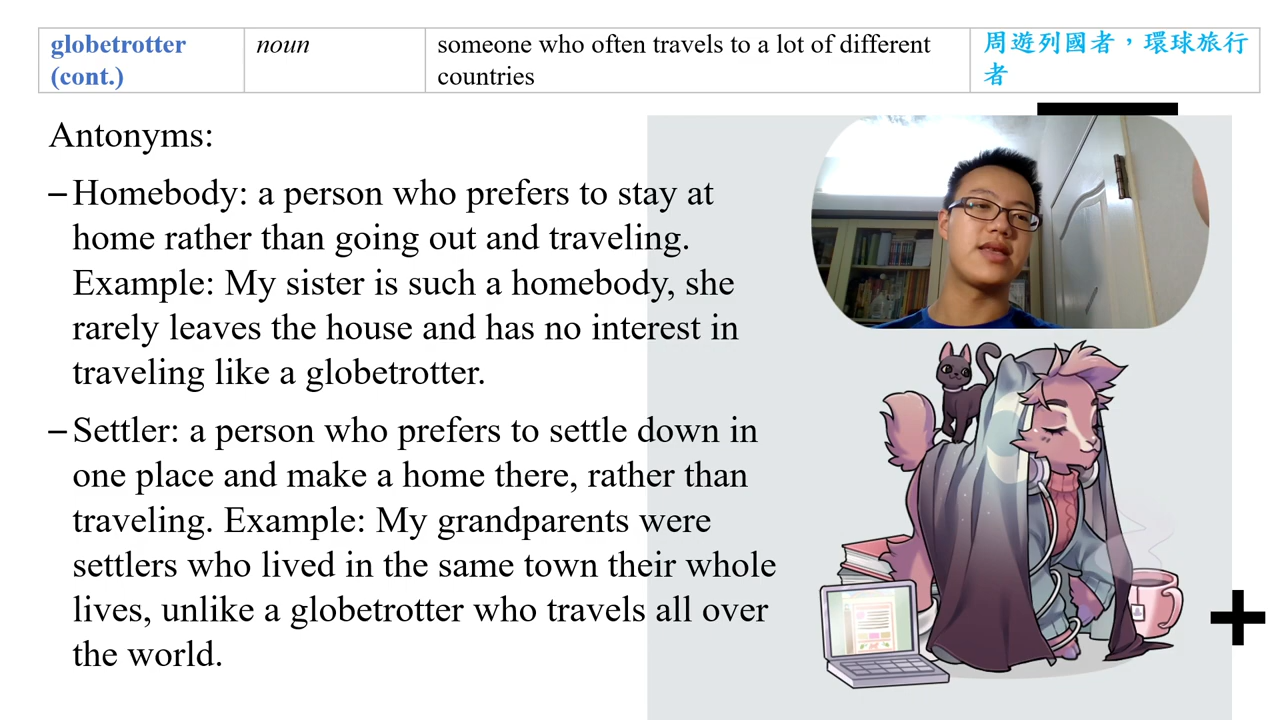 globetrotter
(cont.)
noun
someone who often travels to a lot of different
countries
周遊列國者，環球旅行
者
Antonyms:
– Homebody: a person who prefers to stay at
home rather than going out and traveling.
Example: My sister is such a homebody, she
rarely leaves the house and has no interest in
traveling like a globetrotter.
– Settler: a person who prefers to settle down in
one place and make a home there, rather than
traveling. Example: My grandparents were
settlers who lived in the same town their whole
lives, unlike a globetrotter who travels all over
the world.